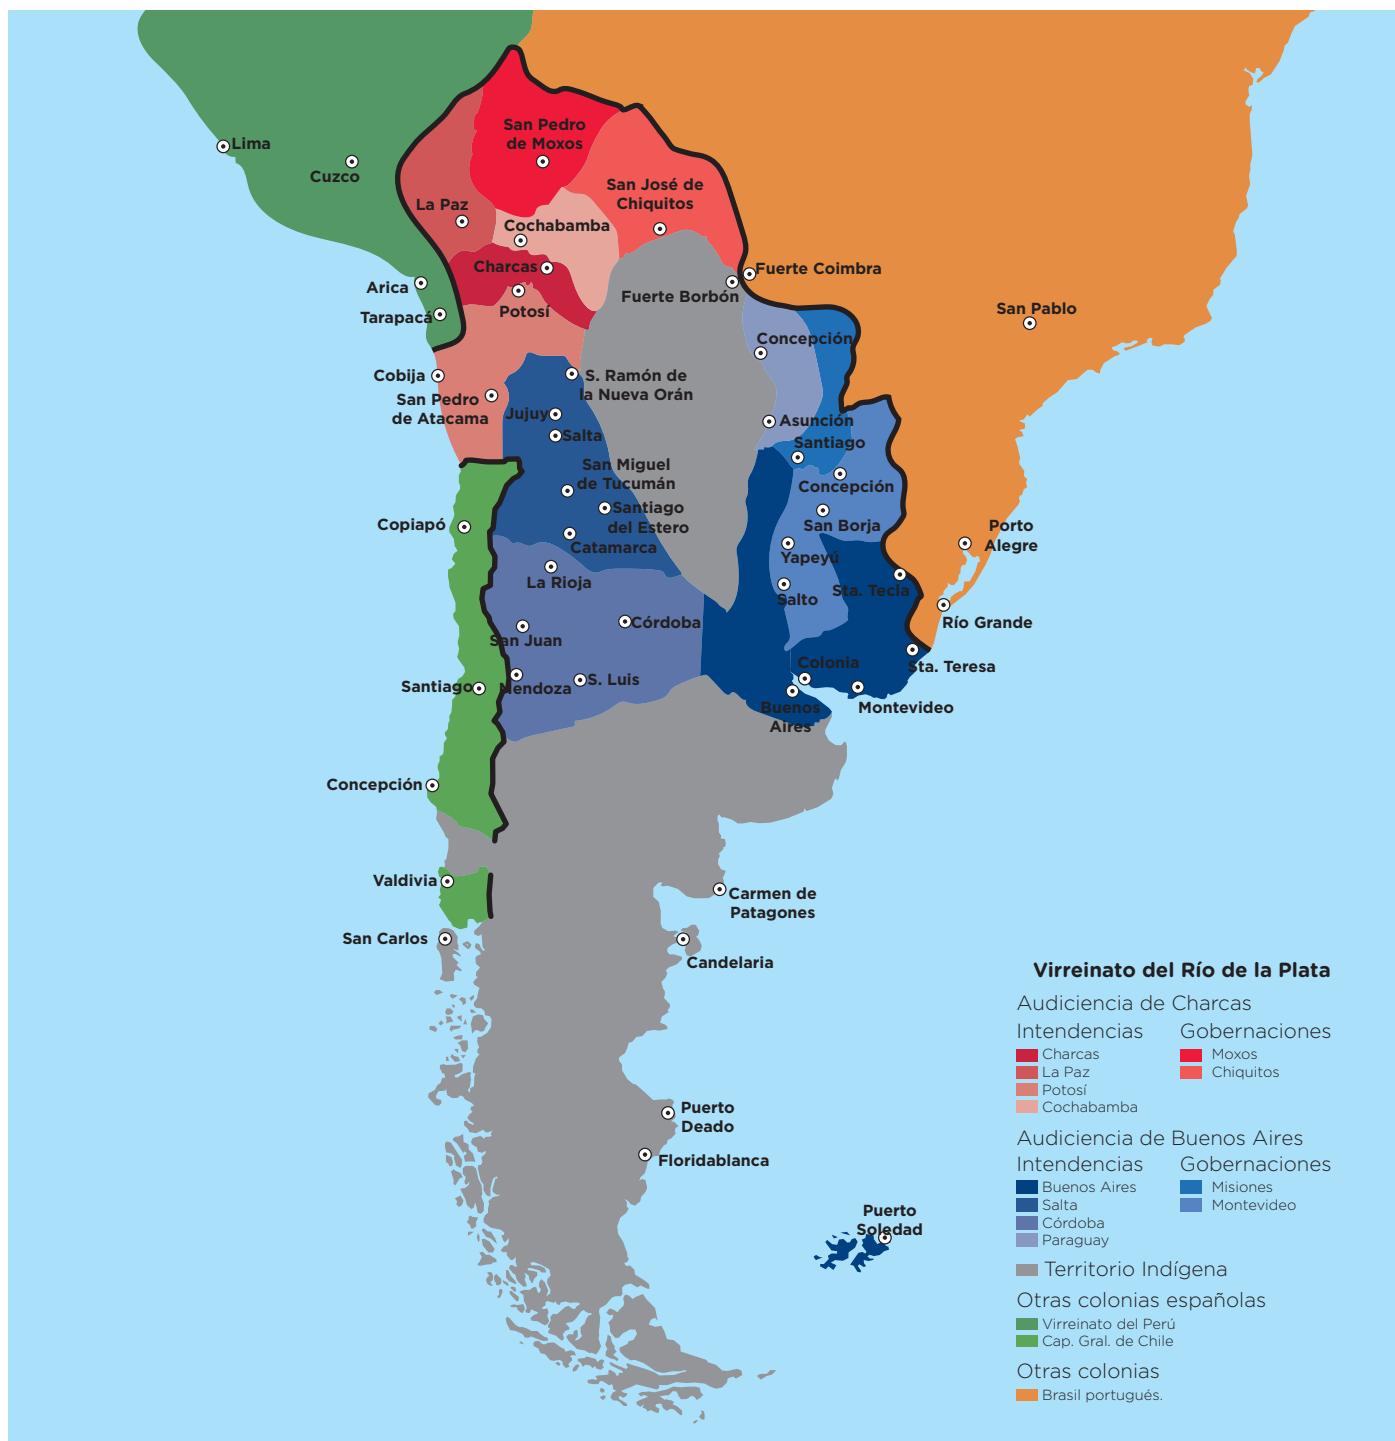 San Pedro
de Moxos
Lima
Cuzco
San José de
Chiquitos
La Paz
Cochabamba
Charcas
Fuerte Coimbra
Arica
Fuerte Borbón
Potosí
Tarapacá
San Pablo
Concepción
Cobija
S. Ramón de
la Nueva Orán
San Pedro
de Atacama
Jujuy
Asunción
Salta
Santiago
San Miguel
de Tucumán
Concepción
Santiago
del Estero
Copiapó
San Borja
Porto
Alegre
Catamarca
Yapeyú
La Rioja
Sta. Tecla
Salto
Río Grande
Córdoba
San Juan
Colonia
Sta. Teresa
Santiago
Mendoza
S. Luis
Buenos
Aires
Montevideo
Concepción
Valdivia
Carmen de
Patagones
San Carlos
Candelaria
Puerto
Deado
Floridablanca
Puerto
Soledad
Virreinato del Río de la Plata
Audiciencia de Charcas
Intendencias
Gobernaciones
Charcas
Moxos
La Paz
Chiquitos
Potosí
Cochabamba
Audiciencia de Buenos Aires
Intendencias
Gobernaciones
Buenos Aires
Misiones
Salta
Montevideo
Córdoba
Paraguay
Territorio Indígena
Otras colonias españolas
Virreinato del Perú
Cap. Gral. de Chile
Otras colonias
Brasil portugués.